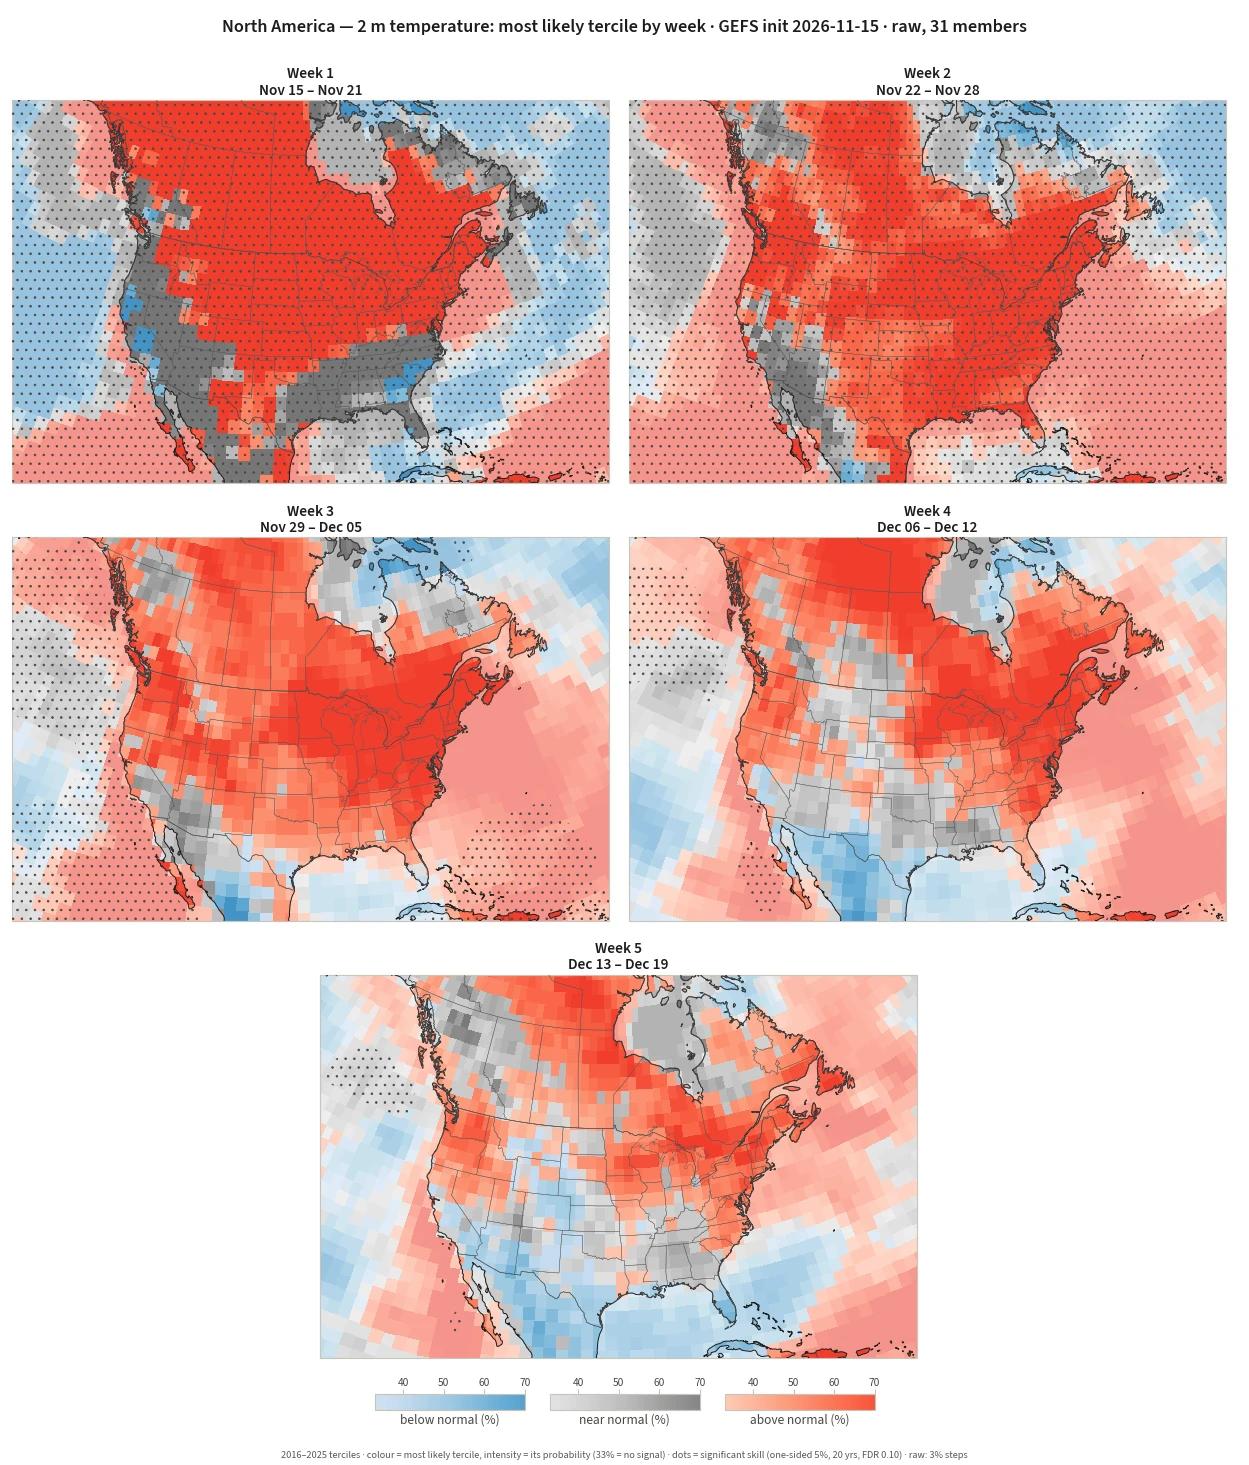 North America — 2 m temperature: most likely tercile by week · GEFS init 2026-11-15 · raw, 31 members
Week 1
Nov 15 – Nov 21
Week 2
Nov 22 – Nov 28
Week 3
Nov 29 – Dec 05
Week 4
Dec 06 – Dec 12
Week 5
Dec 13 – Dec 19
40 50 60 70
below normal (%)
40 50 60 70
near normal (%)
40 50 60 70
above normal (%)
2016–2025 terciles · colour = most likely tercile, intensity = its probability (33% = no signal) · dots = significant skill (one-sided 5%, 20 yrs, FDR 0.10) · raw: 3% steps